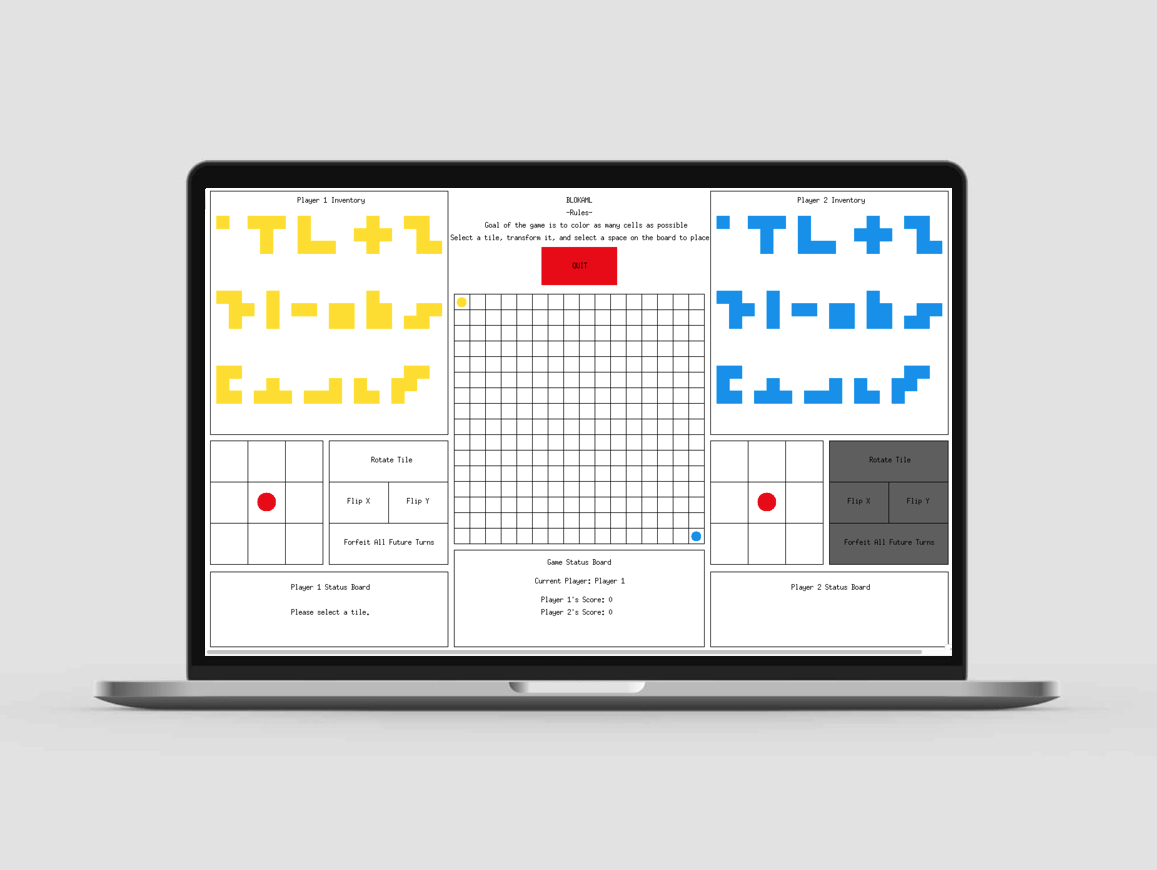 Player 1 Inventory
BLOKAML
-Rules-
Goal of the game is to color as many cells as possible
Select a tile, transform it, and select a space on the board to place
QUIT
Player 2 Inventory
Rotate Tile
Flip X
Flip Y
Forfeit All Future Turns
Rotate Tile
Flip X
Flip Y
Forfeit All Future Turns
Player 1 Status Board
Please select a tile.
Game Status Board
Current Player: Player 1
Player 1's Score: 0
Player 2's Score: 0
Player 2 Status Board